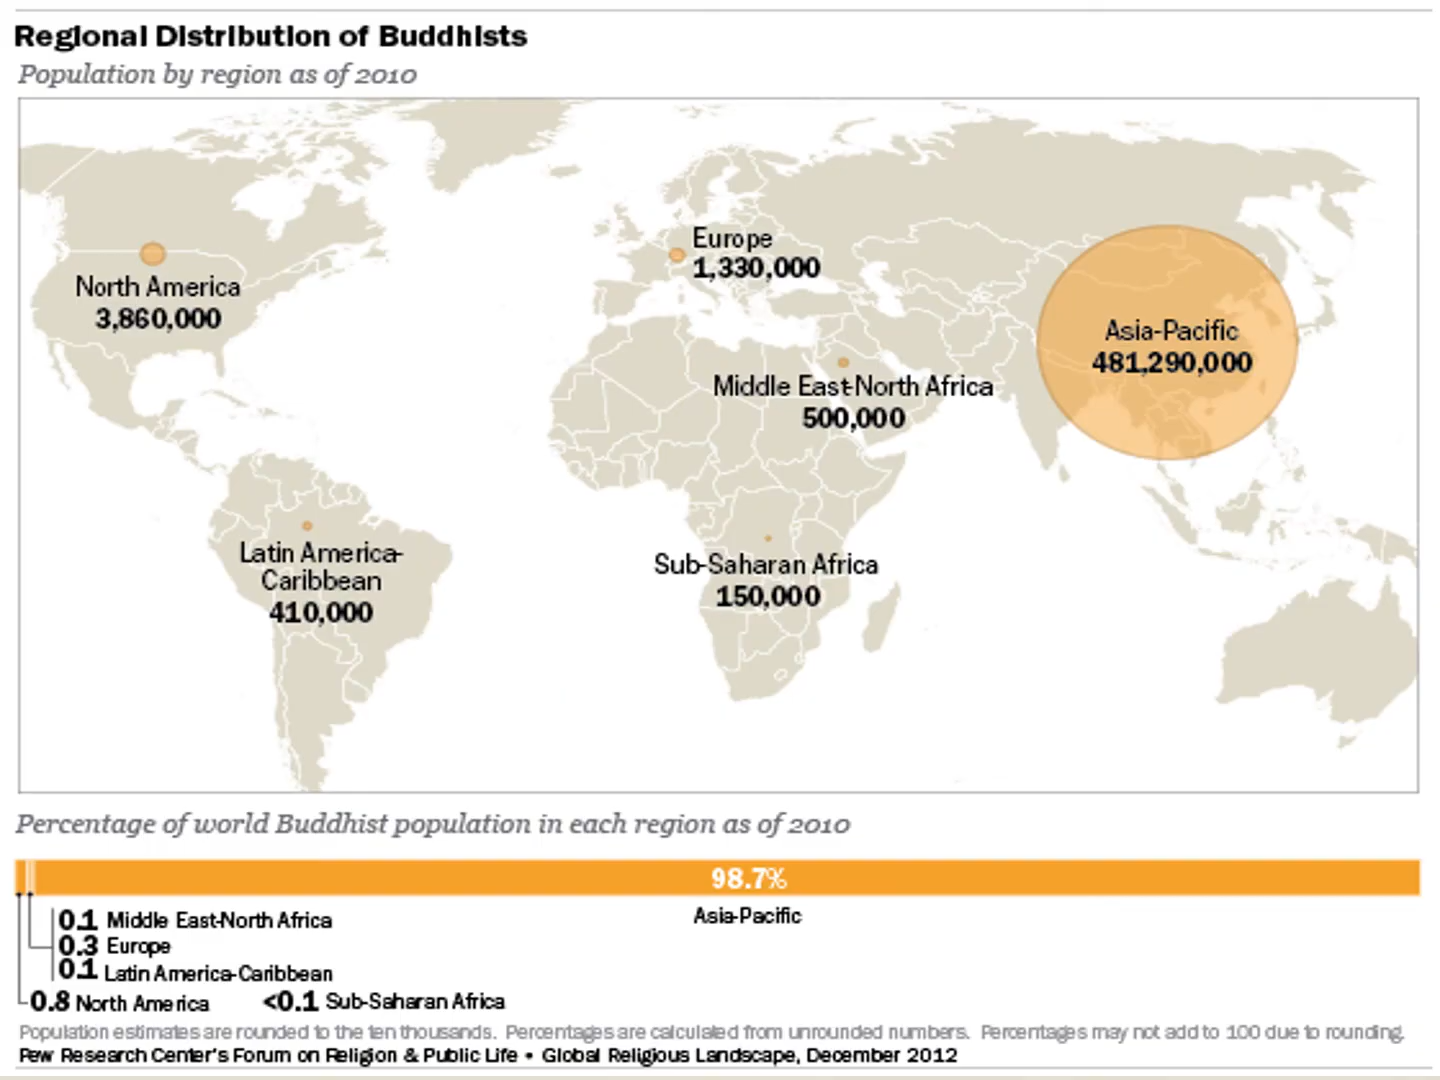 Regional Distribution of Buddhists
Population by region as of 2010
Europe
1,330,000
North America
3,860,000
Asia-Pacific
481,290,000
Middle East-North Africa
500,000
Latin America-
Caribbean
410,000
Sub-Saharan Africa
150,000
Percentage of world Buddhist population in each region as of 2010
98.7%
Asia-Pacific
0.1 Middle East-North Africa
0.3 Europe
0.1 Latin America-Caribbean
0.8 North America <0.1 Sub-Saharan Africa
Population estimates are rounded to the ten thousands. Percentages are calculated from unrounded numbers. Percentages may not add to 100 due to rounding.
Pew Research Center's Forum on Religion & Public Life • Global Religious Landscape, December 2012